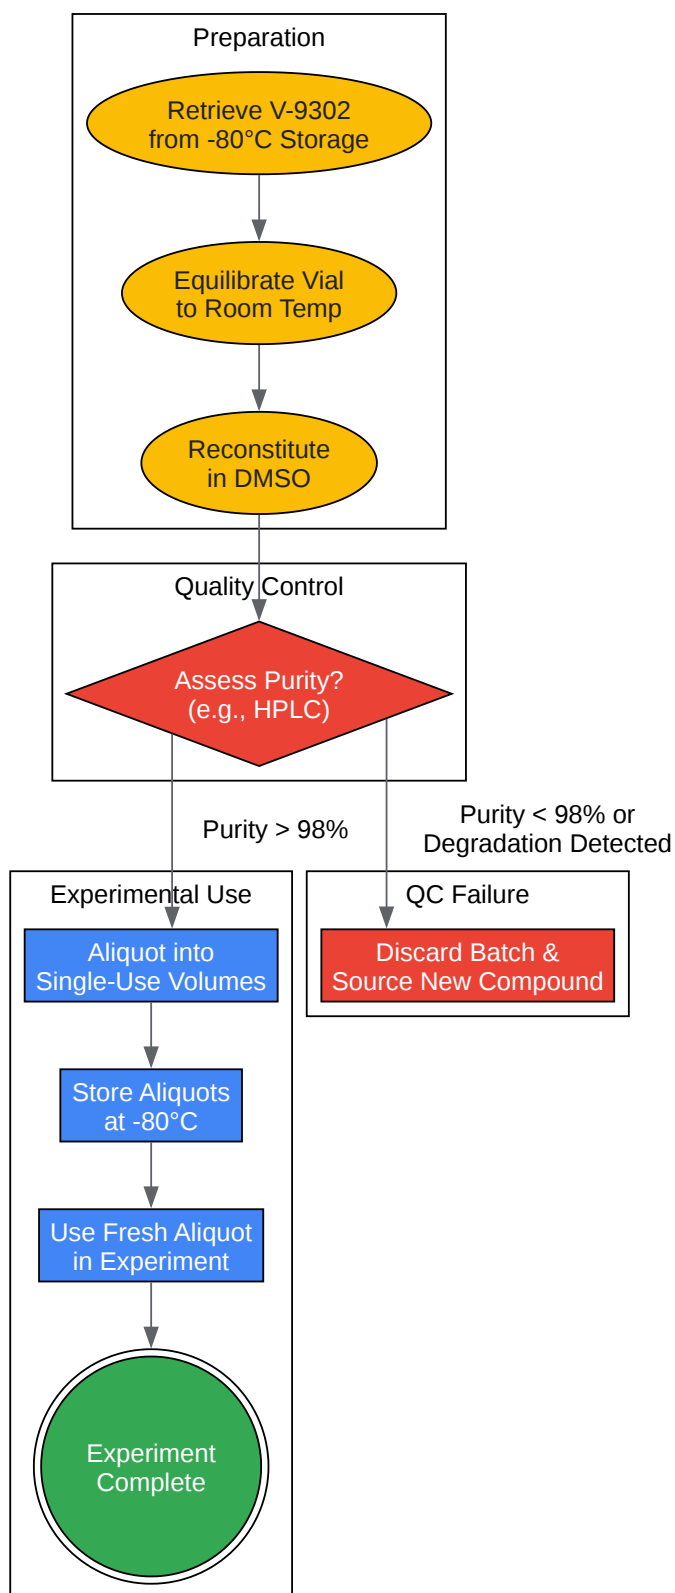 Preparation
Retrieve V-9302
from -80°C Storage
Equilibrate Vial
to Room Temp
Reconstitute
in DMSO
Quality Control
Assess Purity?
(e.g., HPLC)
Purity > 98%
Purity < 98% or
Degradation Detected
Experimental Use
Aliquot into
Single-Use Volumes
Store Aliquots
at -80°C
Use Fresh Aliquot
in Experiment
Experiment
Complete
QC Failure
Discard Batch &
Source New Compound